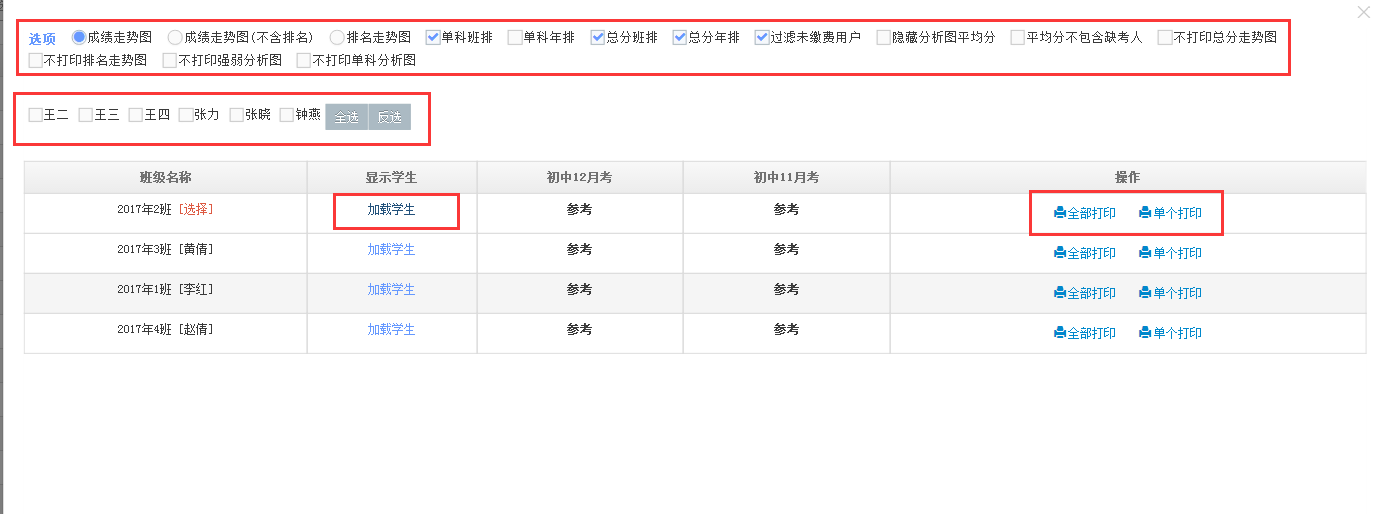 选项 成绩走势图 成绩走势图(不含排名) 排名走势图 单科班排 单科年排 总分班排 总分年排 过滤未缴费用户 隐藏分析图平均分 平均分不包含缺考人 不打印总分走势图
不打印排名走势图 不打印强弱分析图 不打印单科分析图
王二 王三 王四 张力 张晓 钟燕 全选 反选
班级名称 显示学生 初中12月考 初中11月考 操作
2017年2班 [选择] 加载学生 参考 参考 全部打印 单个打印
2017年3班 [黄倩] 加载学生 参考 参考 全部打印 单个打印
2017年1班 [李红] 加载学生 参考 参考 全部打印 单个打印
2017年4班 [赵倩] 加载学生 参考 参考 全部打印 单个打印